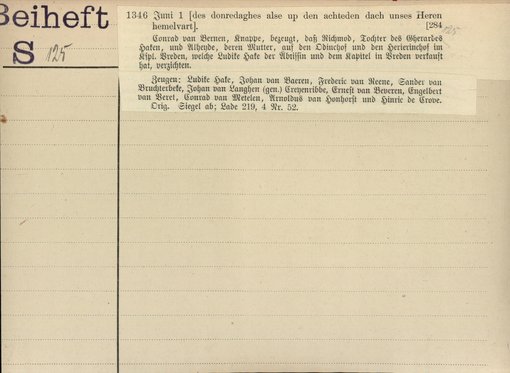 Beiheft
S 125
1346 Juni 1 [des donredaghes alse up den achteden dach unses Heren
hemelvart]. [284
Conrad van Bernen, Knappe, bezeugt, daß Richmod, Tochter des Gherardes
Haken, und Alheyde, deren Mutter, auf den Odinchof und den Herierinchof im
Kspl. Vreden, welche Ludike Hake der Äbtissin und dem Kapitel in Vreden verkauft
hat, verzichten.
Zeugen: Ludike Hake, Johan van Baeren, Frederic van Reene, Sander van
Bruchterbeke, Johan van Langhen (gen.) Creyenribbe, Ernest van Beveren, Engelbert
van Veret, Conrad van Metelen, Arnoldus van Honhorst und Hinric de Crove.
Orig. Siegel ab; Lade 219, 4 Nr. 52.